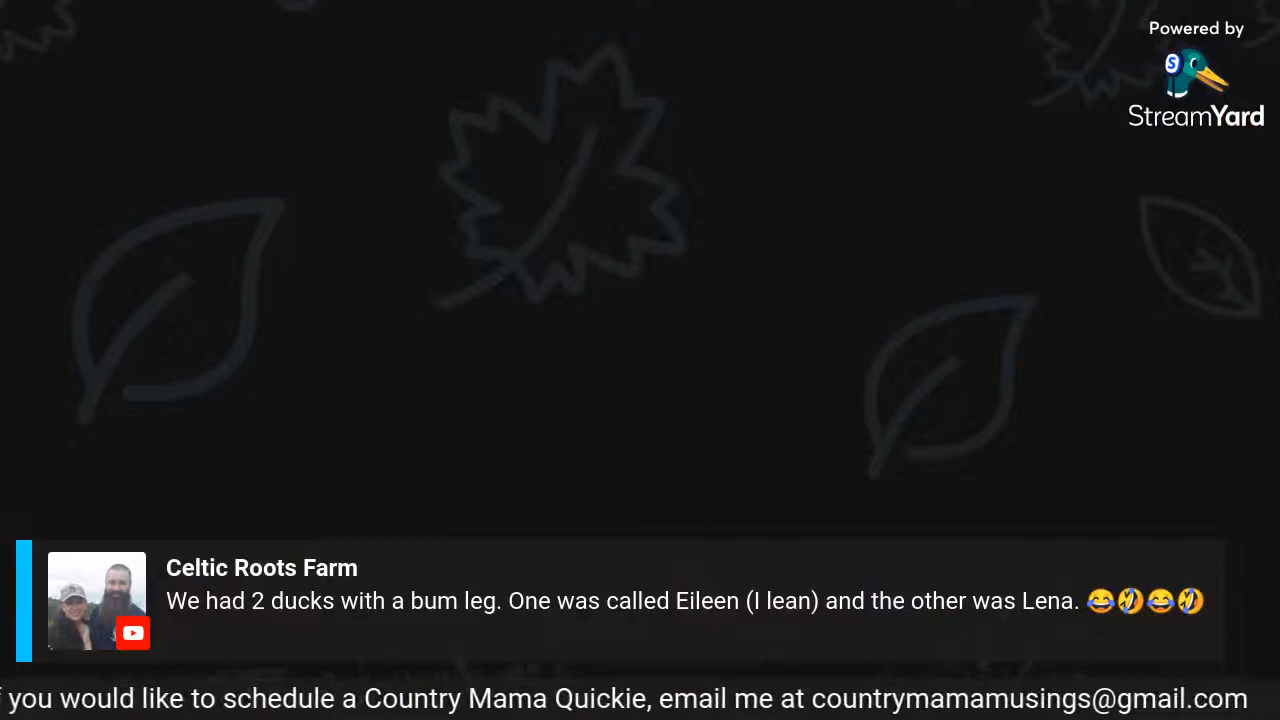 Powered by
S
StreamYard
Celtic Roots Farm
We had 2 ducks with a bum leg. One was called Eileen (I lean) and the other was Lena. 😂🤣😂🤣
you would like to schedule a Country Mama Quickie, email me at countrymamamusings@gmail.com